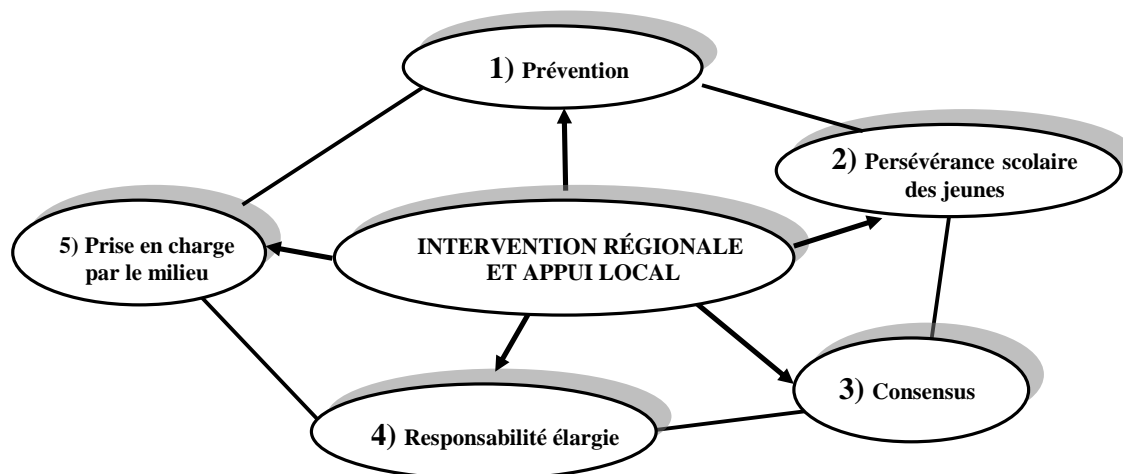 1) Prévention
2) Persévérance scolaire
des jeunes
INTERVENTION RÉGIONALE
ET APPUI LOCAL
5) Prise en charge
par le milieu
3) Consensus
4) Responsabilité élargie